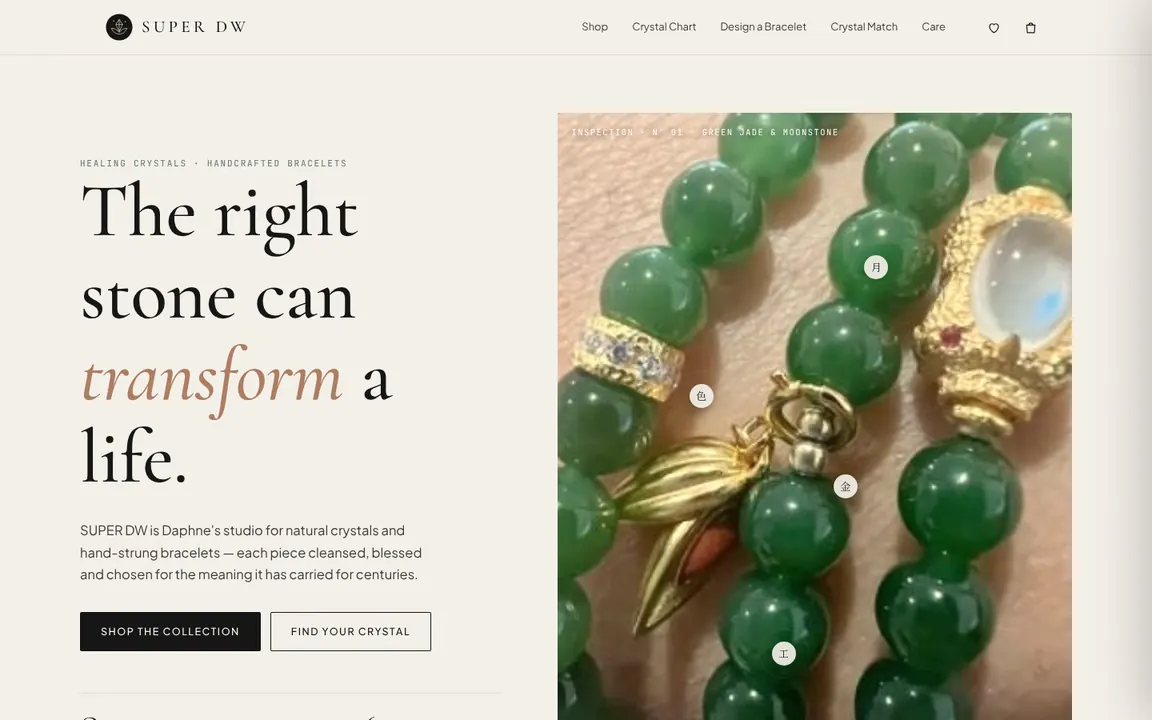 SUPER DW
Shop
Crystal Chart
Design a Bracelet
Crystal Match
Care
INSPECTION · N° 01 · GREEN JADE & MOONSTONE
HEALING CRYSTALS · HANDCRAFTED BRACELETS
The right
stone can
transform a
life.
月
色
金
工
SUPER DW is Daphne's studio for natural crystals and
hand-strung bracelets — each piece cleansed, blessed
and chosen for the meaning it has carried for centuries.
SHOP THE COLLECTION
FIND YOUR CRYSTAL